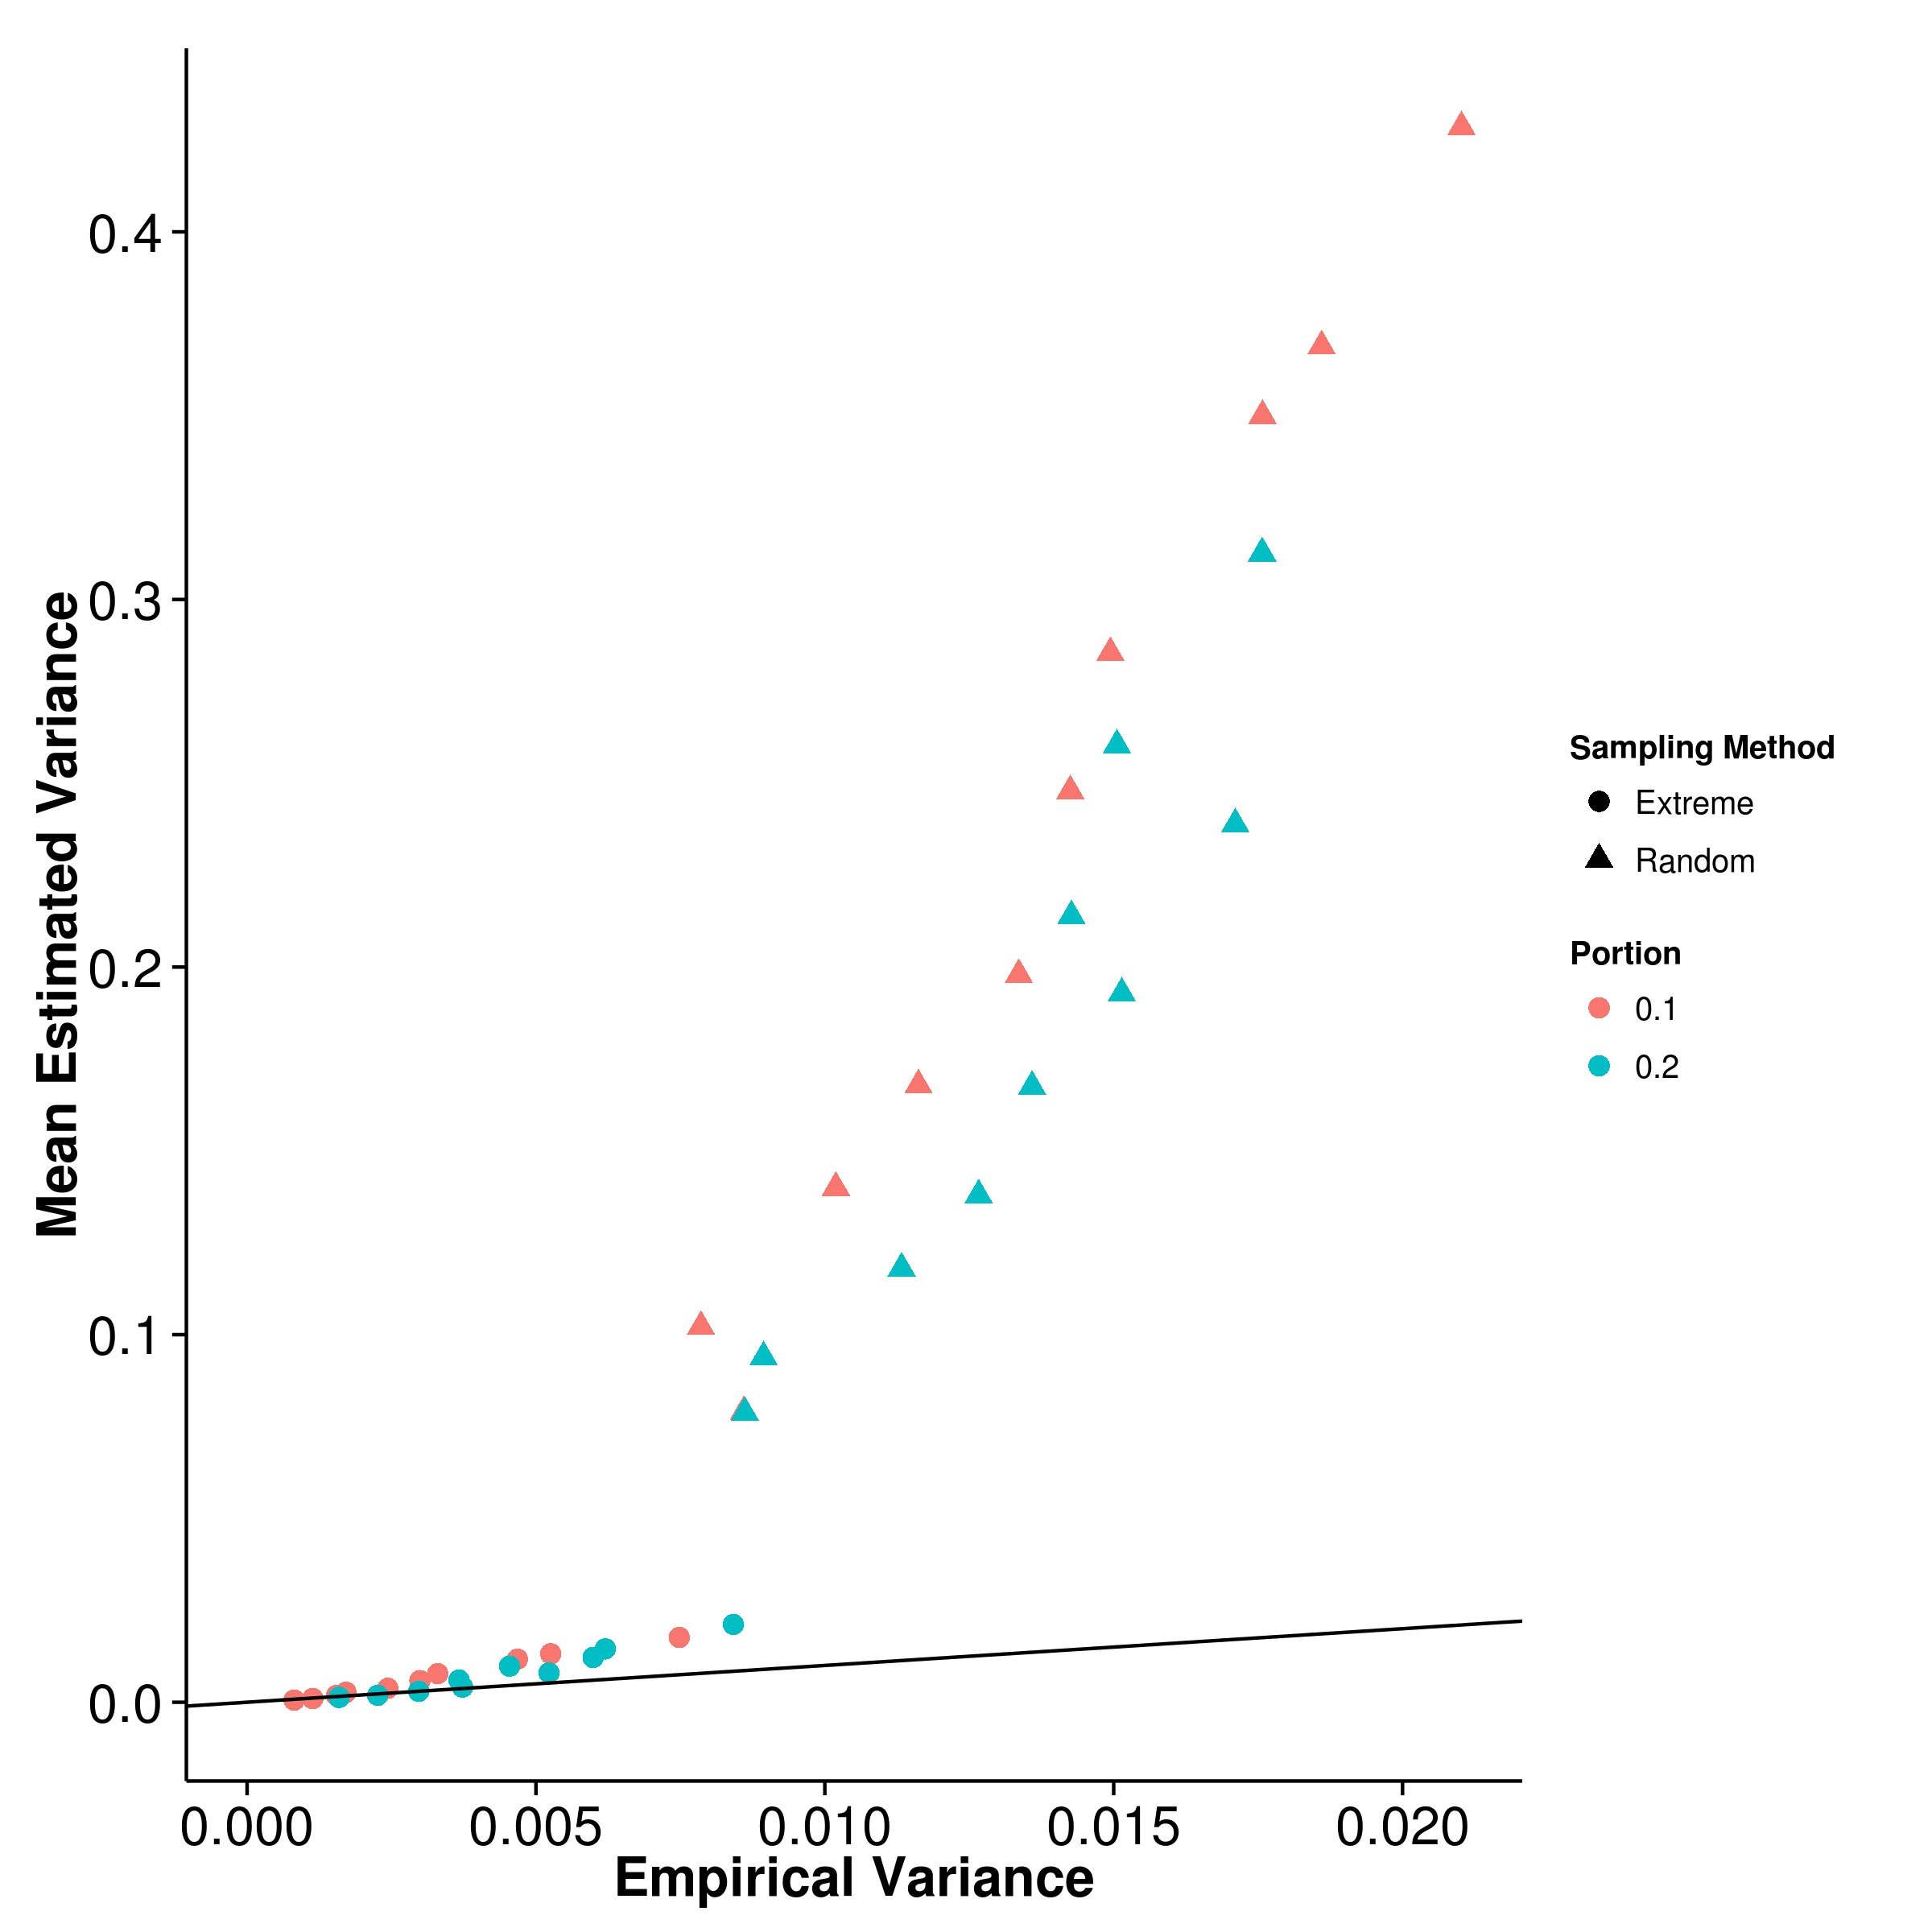 Mean Estimated Variance
0.4
0.3
0.2
0.1
0.0
0.000 0.005 0.010 0.015 0.020
Empirical Variance
Sampling Method
Extreme
Random
Portion
0.1
0.2